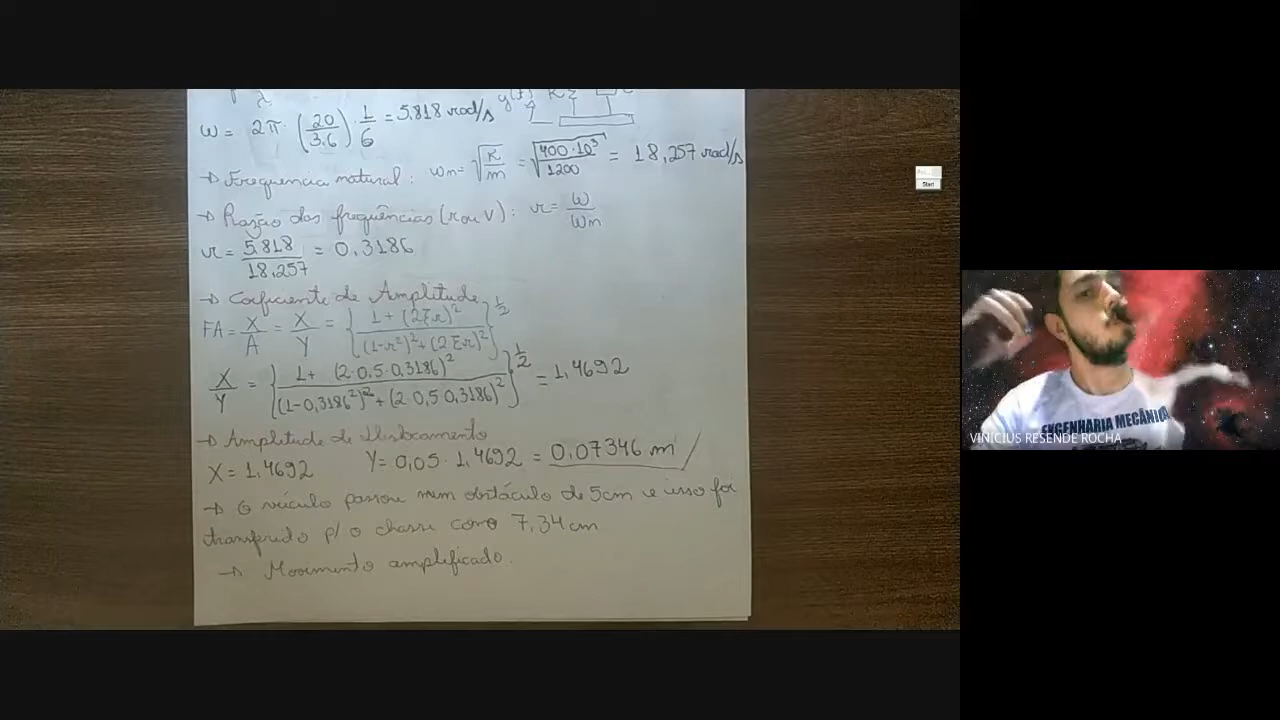 λ
y(t) K C
ω = 2π · (20/3,6) · 1/6 = 5,818 rad/s
→ Frequencia natural: ωn = √(K/m) = √(400·10³/1200) = 18,257 rad/s
→ Razão das frequências (r ou V): r = ω/ωn
r = 5,818/18,257 = 0,3186
→ Coeficiente de Amplitude
FA = X/A = X/Y = {1 + (2ξr)²/(1-r²)² + (2ξr)²}^1/2
X/Y = {1 + (2·0,5·0,3186)²/(1-0,3186²)² + (2·0,5·0,3186)²}^1/2 = 1,4692
→ Amplitude de deslocamento
X = 1,4692 Y = 0,05 · 1,4692 = 0,07346 m
→ O veículo passou num obstáculo de 5cm e isso foi
transferido p/ o chassi como 7,34 cm
→ Movimento amplificado.
Start
ENGENHARIA MECÂNICA
VINICIUS RESENDE ROCHA